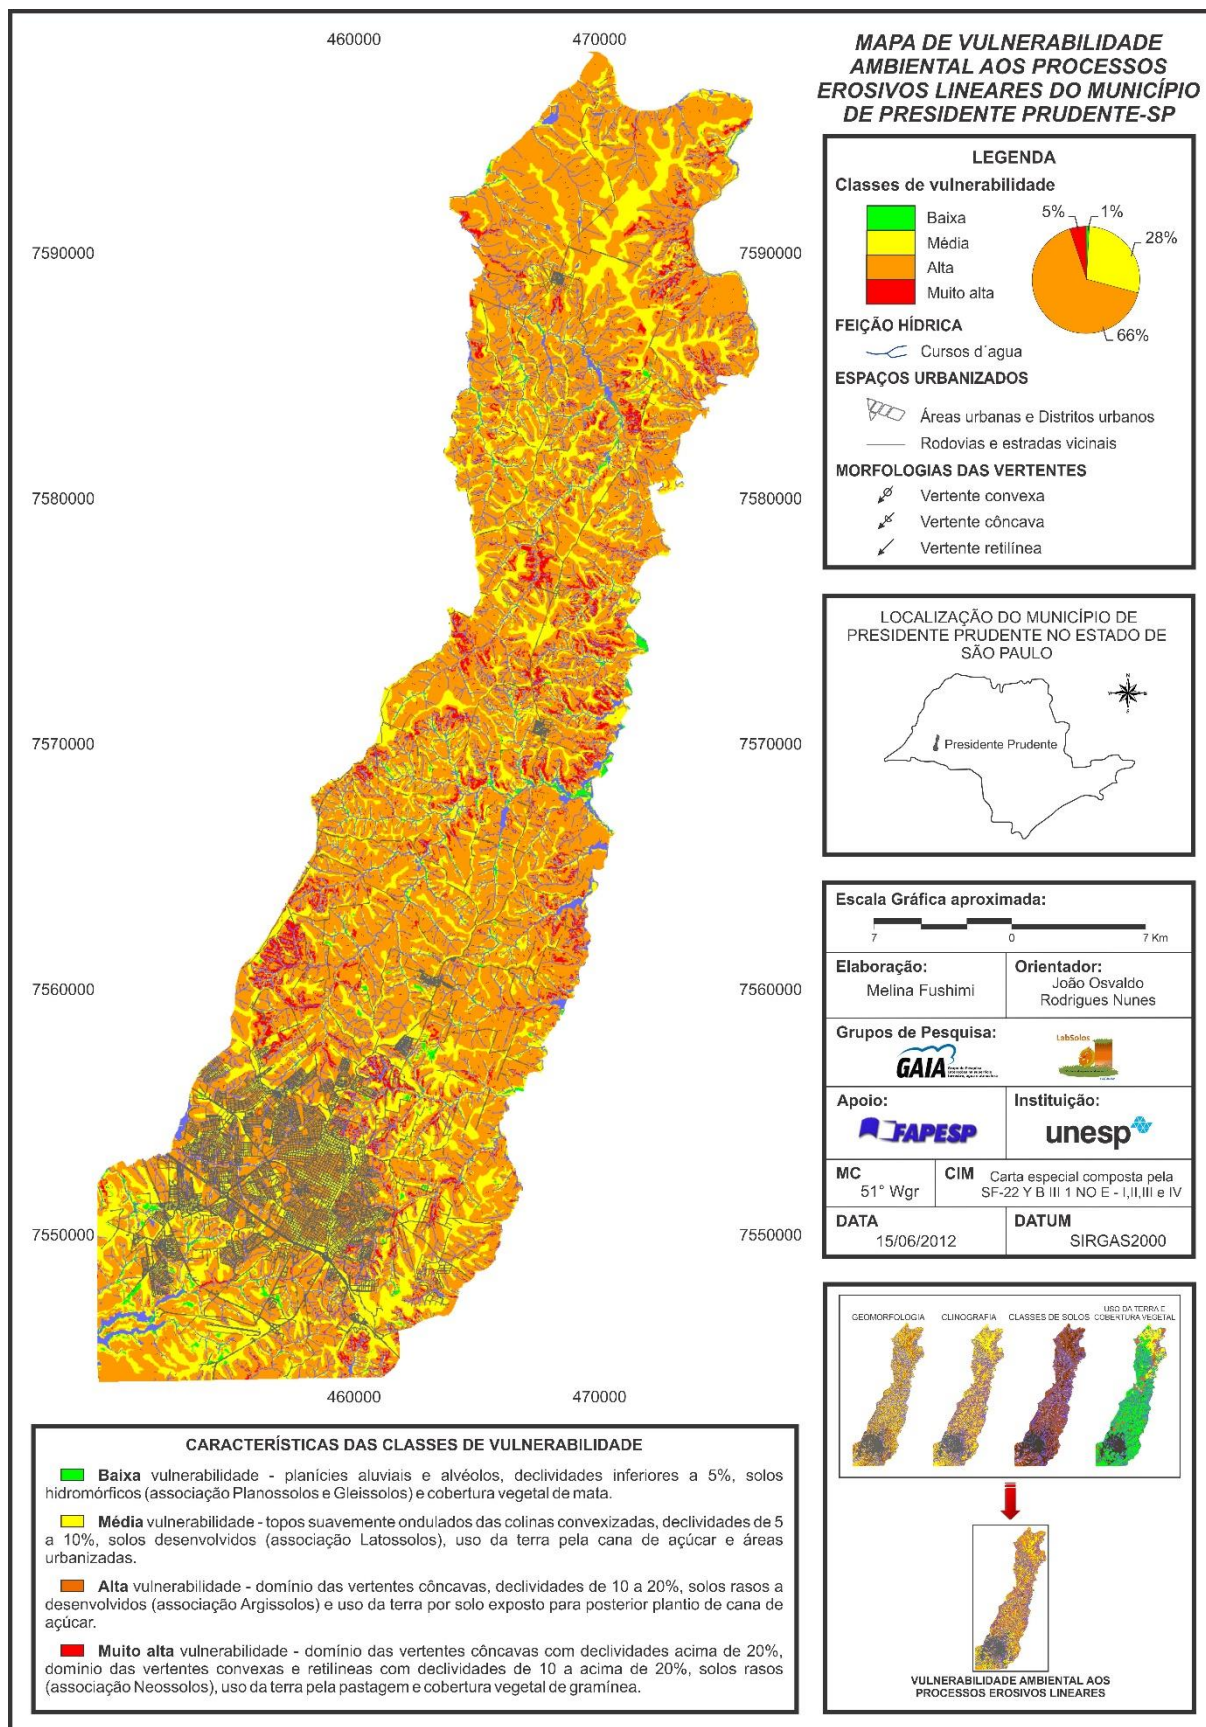 460000
470000
MAPA DE VULNERABILIDADE
AMBIENTAL AOS PROCESSOS
EROSIVOS LINEARES DO MUNICÍPIO
DE PRESIDENTE PRUDENTE-SP
LEGENDA
Classes de vulnerabilidade
Baixa
Média
Alta
Muito alta
5%
1%
28%
66%
FEIÇÃO HÍDRICA
Cursos d´agua
ESPAÇOS URBANIZADOS
Áreas urbanas e Distritos urbanos
Rodovias e estradas vicinais
MORFOLOGIAS DAS VERTENTES
Vertente convexa
Vertente côncava
Vertente retilínea
7590000
7590000
7580000
7580000
7570000
7570000
7560000
7560000
7550000
7550000
460000
470000
LOCALIZAÇÃO DO MUNICÍPIO DE
PRESIDENTE PRUDENTE NO ESTADO DE
SÃO PAULO
N
S
Presidente Prudente
Escala Gráfica aproximada:
7 0 7 Km
Elaboração:
Melina Fushimi
Orientador:
João Osvaldo
Rodrigues Nunes
Grupos de Pesquisa:
GAIA
LabSolos
Apoio:
FAPESP
Instituição:
unesp
MC
51° Wgr
CIM
Carta especial composta pela
SF-22 Y B III 1 NO E - I,II,III e IV
DATA
15/06/2012
DATUM
SIRGAS2000
GEOMORFOLOGIA
CLINOGRAFIA
CLASSES DE SOLOS
USO DA TERRA E
COBERTURA VEGETAL
VULNERABILIDADE AMBIENTAL AOS
PROCESSOS EROSIVOS LINEARES
CARACTERÍSTICAS DAS CLASSES DE VULNERABILIDADE
Baixa vulnerabilidade - planícies aluviais e alvéolos, declividades inferiores a 5%, solos
hidromórficos (associação Planossolos e Gleissolos) e cobertura vegetal de mata.
Média vulnerabilidade - topos suavemente ondulados das colinas convexizadas, declividades de 5
a 10%, solos desenvolvidos (associação Latossolos), uso da terra pela cana de açúcar e áreas
urbanizadas.
Alta vulnerabilidade - domínio das vertentes côncavas, declividades de 10 a 20%, solos rasos a
desenvolvidos (associação Argissolos) e uso da terra por solo exposto para posterior plantio de cana de
açúcar.
Muito alta vulnerabilidade - domínio das vertentes côncavas com declividades acima de 20%,
domínio das vertentes convexas e retilineas com declividades de 10 a acima de 20%, solos rasos
(associação Neossolos), uso da terra pela pastagem e cobertura vegetal de gramínea.